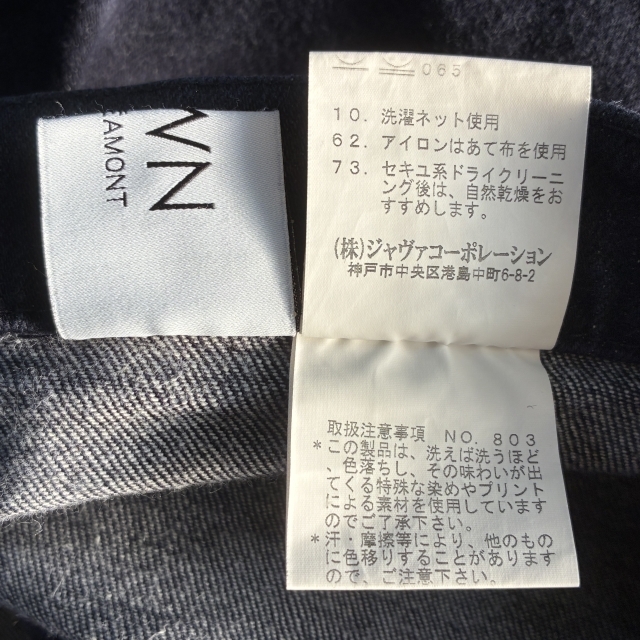 WN
AMONT
065
10. 洗濯ネット使用
62. アイロンはあて布を使用
73. セキユ系ドライクリーニ
ング後は、自然乾燥をお
すすめします。
(株)ジャヴァコーポレーション
神戸市中央区港島中町6-8-2
取扱注意事項 NO. 803
*この製品は、洗えば洗うほど
、色落ちし、その味わいが出
てくる特殊な染めやプリント
による素材を使用しています
のでご了承下さい。
*汗・摩擦等により、他のもの
に色移りすることがあります
ので、ご注意下さい。